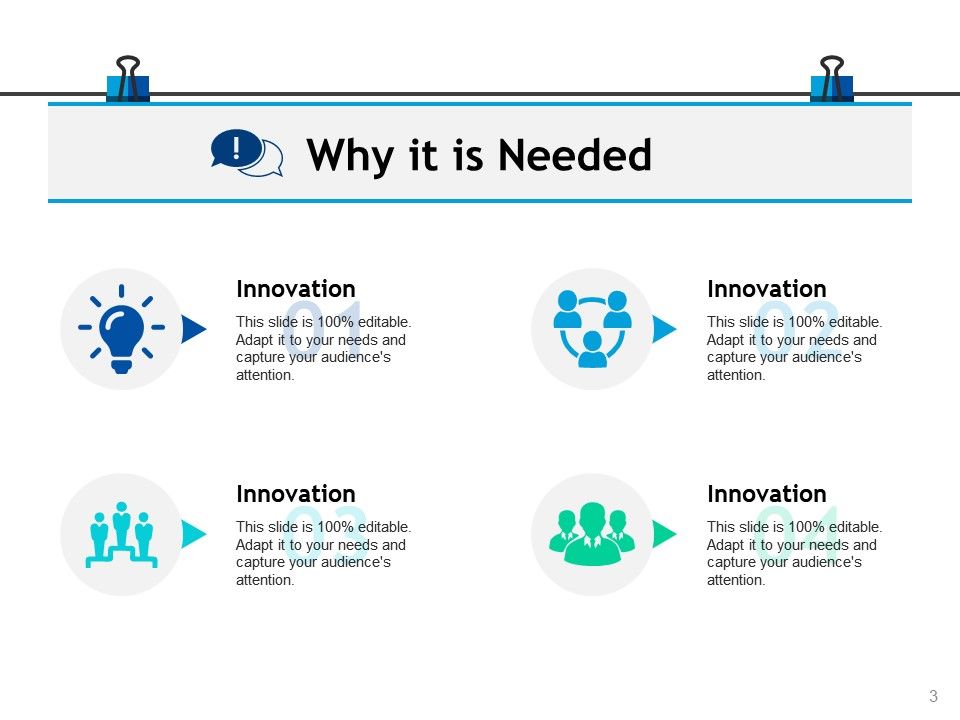 !
Why it is Needed
Innovation
01
This slide is 100% editable.
Adapt it to your needs and
capture your audience's
attention.
Innovation
02
This slide is 100% editable.
Adapt it to your needs and
capture your audience's
attention.
Innovation
03
This slide is 100% editable.
Adapt it to your needs and
capture your audience's
attention.
Innovation
04
This slide is 100% editable.
Adapt it to your needs and
capture your audience's
attention.
3